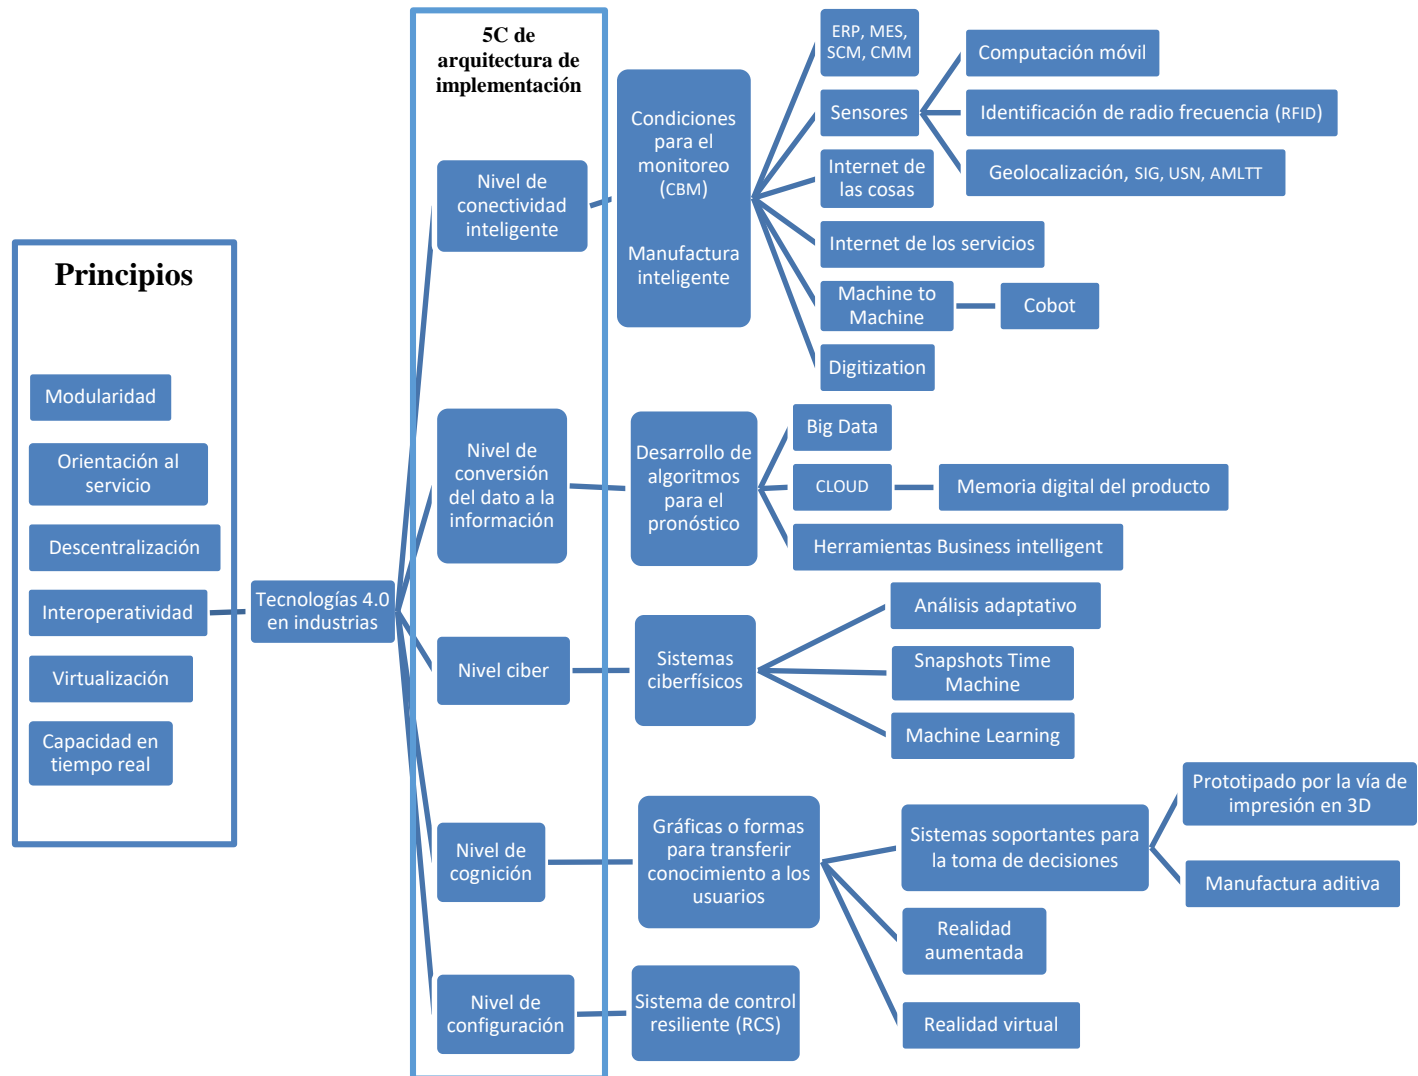 Principios
Modularidad
Orientación al
servicio
Descentralización
Interoperatividad
Virtualización
Capacidad en
tiempo real
Tecnologías 4.0
en industrias
5C de
arquitectura de
implementación
Nivel de
conectividad
inteligente
Condiciones
para el
monitoreo
(CBM)
Manufactura
inteligente
ERP, MES,
SCM, CMM
Sensores
Computación móvil
Identificación de radio frecuencia (RFID)
Geolocalización, SIG, USN, AMLTT
Internet de
las cosas
Internet de los servicios
Machine to
Machine
Cobot
Digitization
Nivel de
conversión
del dato a la
información
Desarrollo de
algoritmos
para el
pronóstico
Big Data
CLOUD
Memoria digital del producto
Herramientas Business intelligent
Nivel ciber
Sistemas
ciberfísicos
Análisis adaptativo
Snapshots Time
Machine
Machine Learning
Nivel de
cognición
Gráficas o formas
para transferir
conocimiento a los
usuarios
Sistemas soportantes para
la toma de decisiones
Prototipado por la vía de
impresión en 3D
Manufactura aditiva
Realidad
aumentada
Realidad virtual
Nivel de
configuración
Sistema de control
resiliente (RCS)